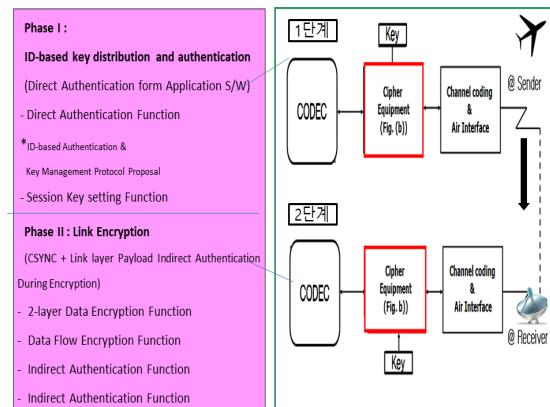 Phase I :
ID-based key distribution and authentication
(Direct Authentication form Application S/W)
- Direct Authentication Function
*ID-based Authentication &
Key Management Protocol Proposal
- Session Key setting Function
Phase II : Link Encryption
(CSYNC + Link layer Payload Indirect Authentication
During Encryption)
- 2-layer Data Encryption Function
- Data Flow Encryption Function
- Indirect Authentication Function
- Indirect Authentication Function
1단계
Key
CODEC
Cipher
Equipment
(Fig. (b))
Channel coding
&
Air Interface
@ Sender
2단계
CODEC
Cipher
Equipment
(Fig. b))
Channel coding
&
Air Interface
@ Receiver
Key